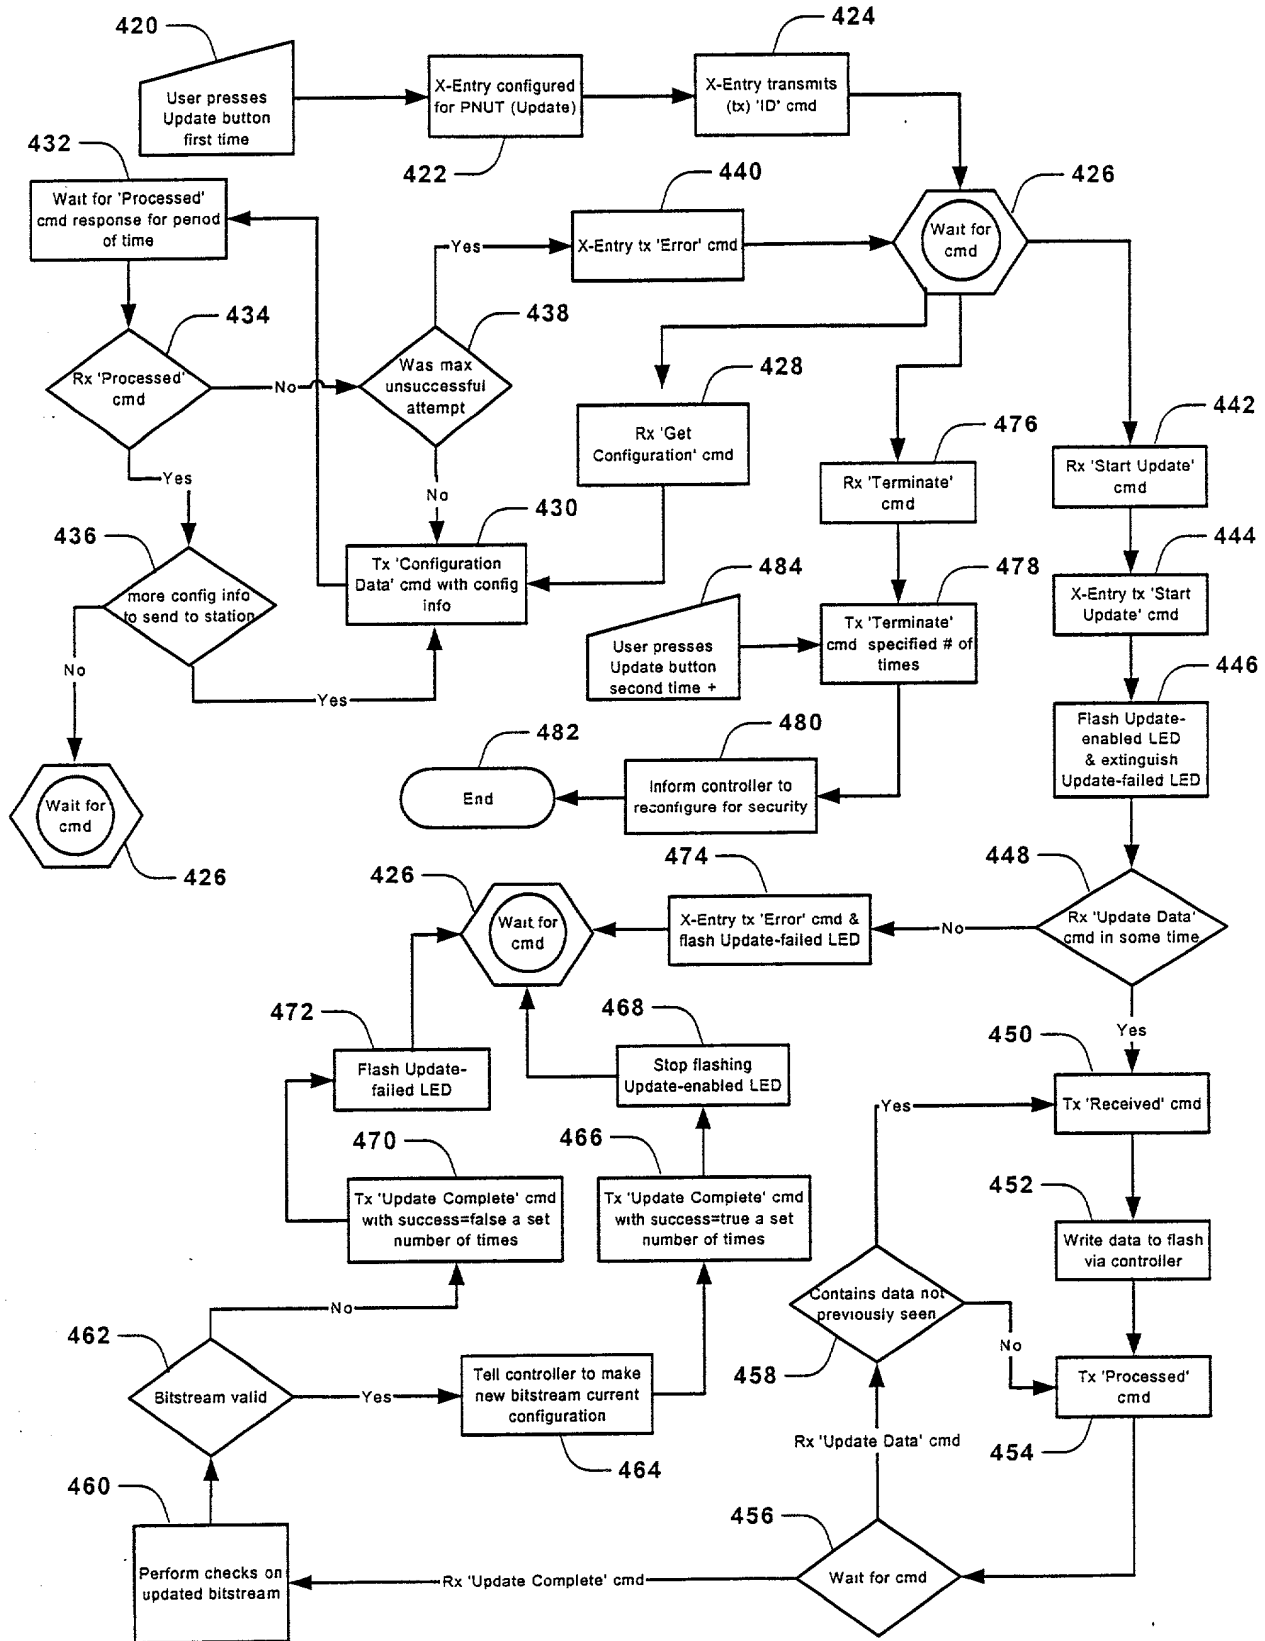 420
User presses
Update button
first time
X-Entry configured
for PNUT (Update)
422
424
X-Entry transmits
(tx) 'ID' cmd
432
Wait for 'Processed'
cmd response for period
of time
440
Yes
X-Entry tx 'Error' cmd
426
Wait for
cmd
434
Rx 'Processed'
cmd
No
438
Was max
unsuccessful
attempt
No
Yes
428
Rx 'Get
Configuration' cmd
476
Rx 'Terminate'
cmd
442
Rx 'Start Update'
cmd
436
more config info
to send to station
No
Yes
430
Tx 'Configuration
Data' cmd with config
info
484
User presses
Update button
second time +
478
Tx 'Terminate'
cmd specified # of
times
444
X-Entry tx 'Start
Update' cmd
446
Flash Update-
enabled LED
& extinguish
Update-failed LED
482
End
480
Inform controller to
reconfigure for security
Wait for
cmd
426
426
Wait for
cmd
474
X-Entry tx 'Error' cmd &
flash Update-failed LED
No
448
Rx 'Update Data'
cmd in some time
Yes
472
Flash Update-
failed LED
468
Stop flashing
Update-enabled LED
450
Tx 'Received' cmd
Yes
470
Tx 'Update Complete' cmd
with success=false a set
number of times
466
Tx 'Update Complete' cmd
with success=true a set
number of times
452
Write data to flash
via controller
Contains data not
previously seen
458
No
Tx 'Processed'
cmd
454
No
462
Bitstream valid
Yes
Tell controller to make
new bitstream current
configuration
464
Rx 'Update Data' cmd
460
Perform checks on
updated bitstream
Rx 'Update Complete' cmd
456
Wait for cmd